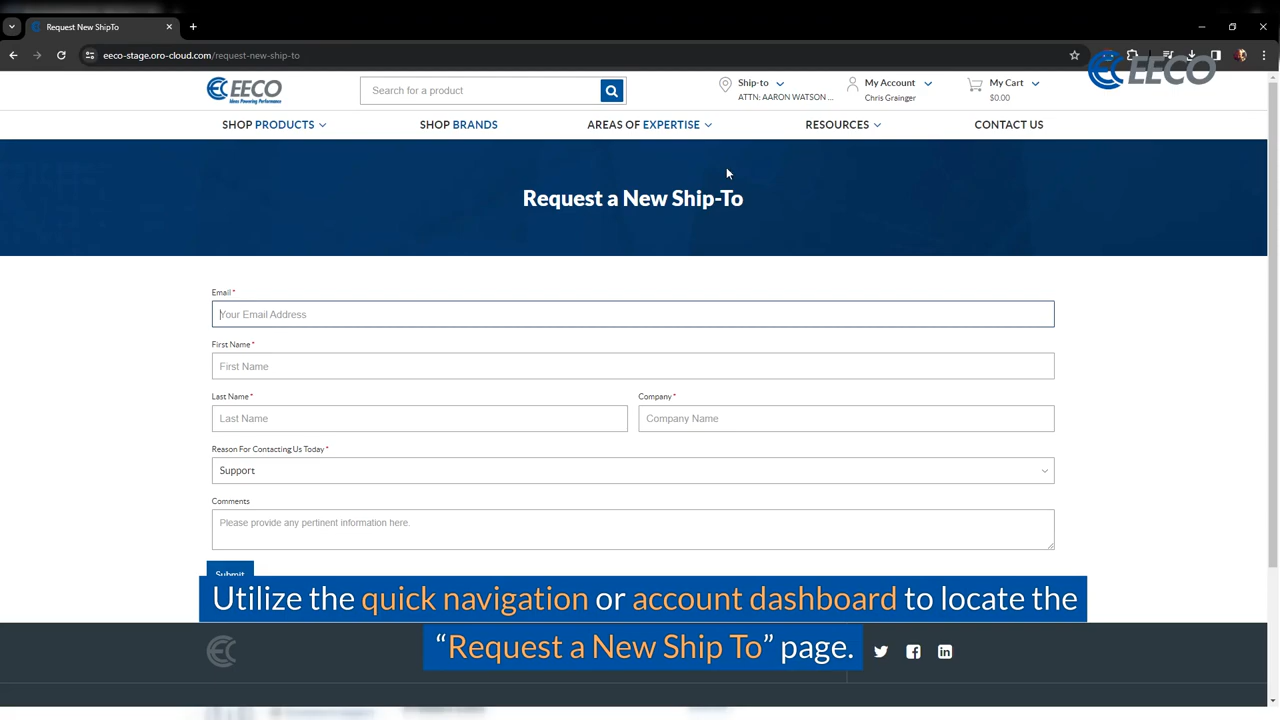 Request New ShipTo
eeco-stage.oro-cloud.com/request-new-ship-to
EECO
EECO
Ideas Powering Performance
Search for a product
Ship-to
ATTN: AARON WATSON ...
My Account
Chris Grainger
My Cart
$0.00
SHOP PRODUCTS
SHOP BRANDS
AREAS OF EXPERTISE
RESOURCES
CONTACT US
Request a New Ship-To
Email *
Your Email Address
First Name *
First Name
Last Name *
Company *
Last Name
Company Name
Reason For Contacting Us Today *
Support
Comments
Please provide any pertinent information here.
Submit
Utilize the quick navigation or account dashboard to locate the
“Request a New Ship To” page.